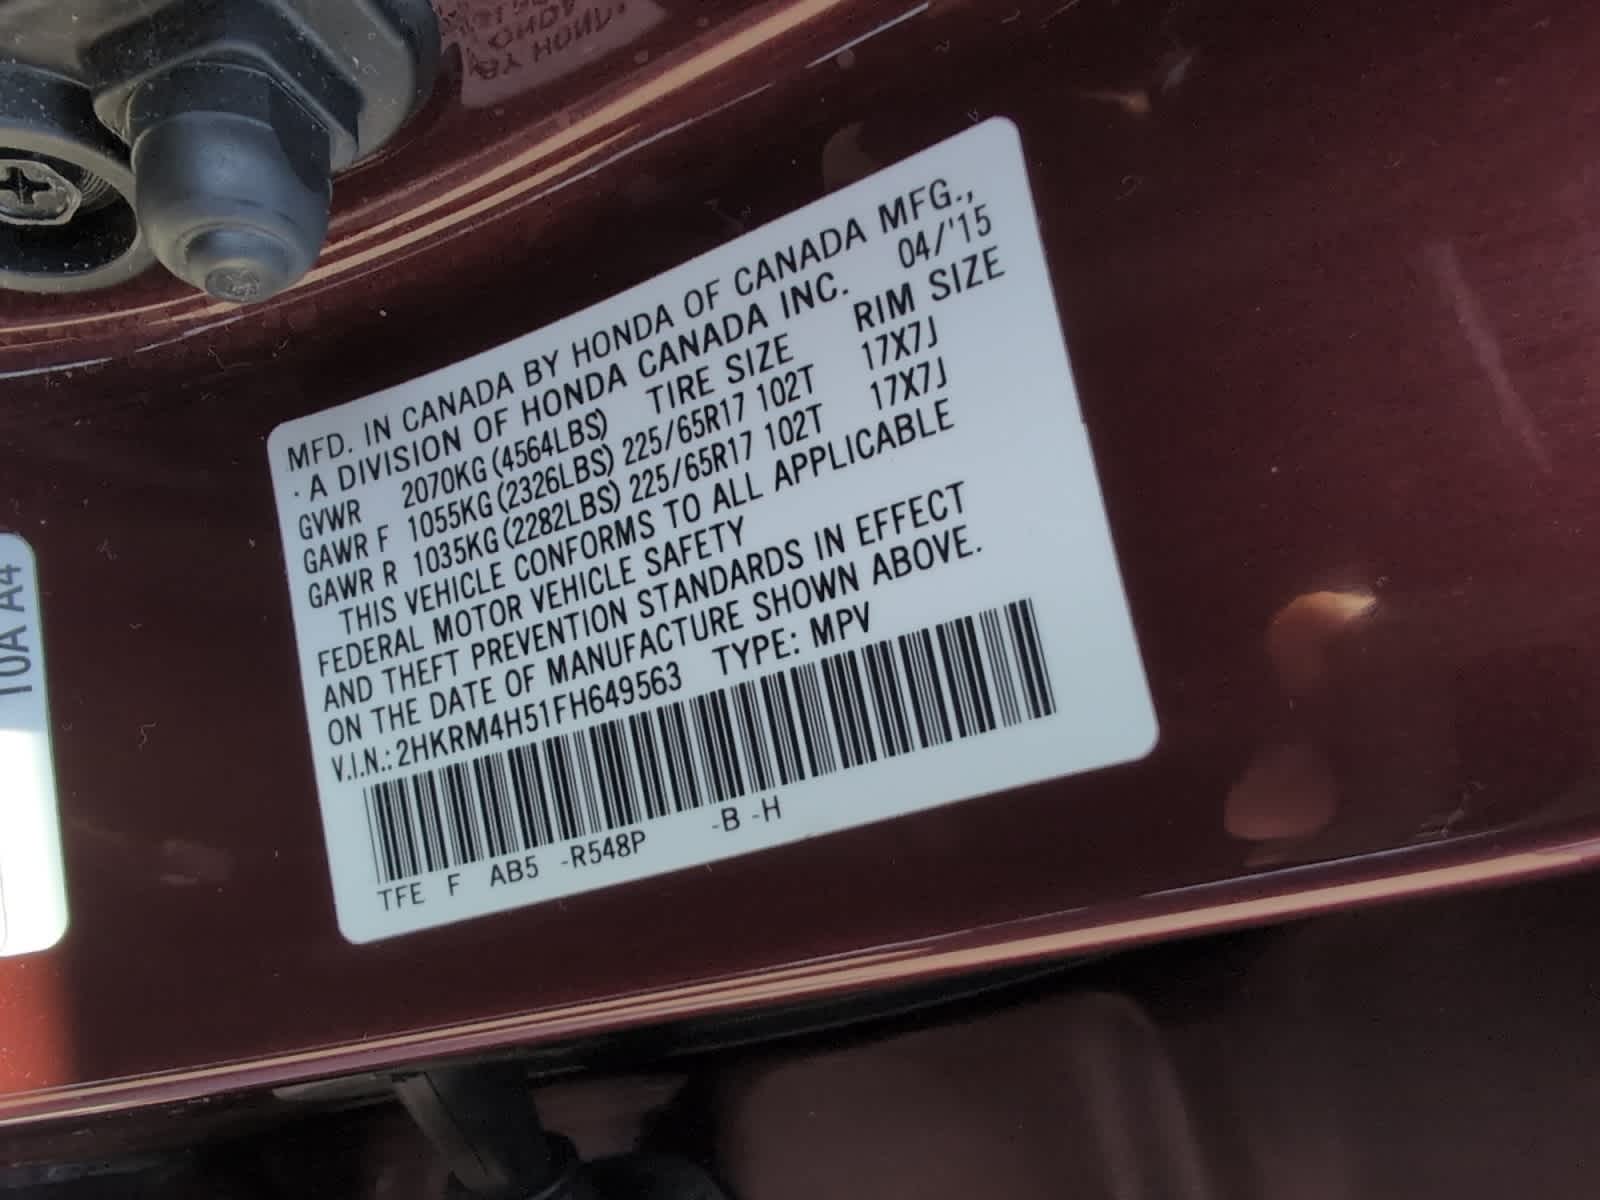 MFD. IN CANADA BY HONDA OF CANADA MFG.,
· A DIVISION OF HONDA CANADA INC. 04/'15
GVWR 2070KG (4564LBS) TIRE SIZE RIM SIZE
GAWR F 1055KG (2326LBS) 225/65R17 102T 17X7J
GAWR R 1035KG (2282LBS) 225/65R17 102T 17X7J
THIS VEHICLE CONFORMS TO ALL APPLICABLE
FEDERAL MOTOR VEHICLE SAFETY
AND THEFT PREVENTION STANDARDS IN EFFECT
ON THE DATE OF MANUFACTURE SHOWN ABOVE.
V.I.N.: 2HKRM4H51FH649563 TYPE: MPV
TFE F AB5 -R548P -B -H
10A A4